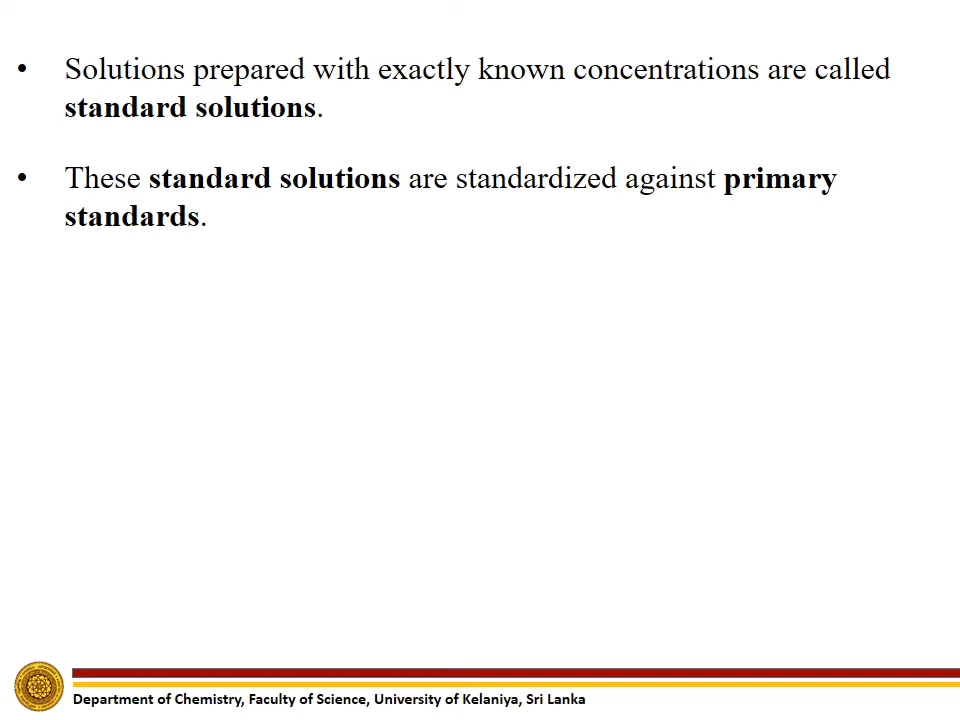 • Solutions prepared with exactly known concentrations are called
standard solutions.
• These standard solutions are standardized against primary
standards.
Department of Chemistry, Faculty of Science, University of Kelaniya, Sri Lanka